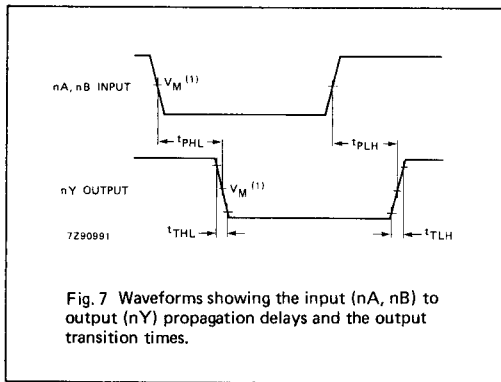 nA, nB INPUT
V_M (1)
t_PHL
t_PLH
nY OUTPUT
V_M (1)
7Z90991
t_THL
t_TLH
Fig. 7 Waveforms showing the input (nA, nB) to
output (nY) propagation delays and the output
transition times.